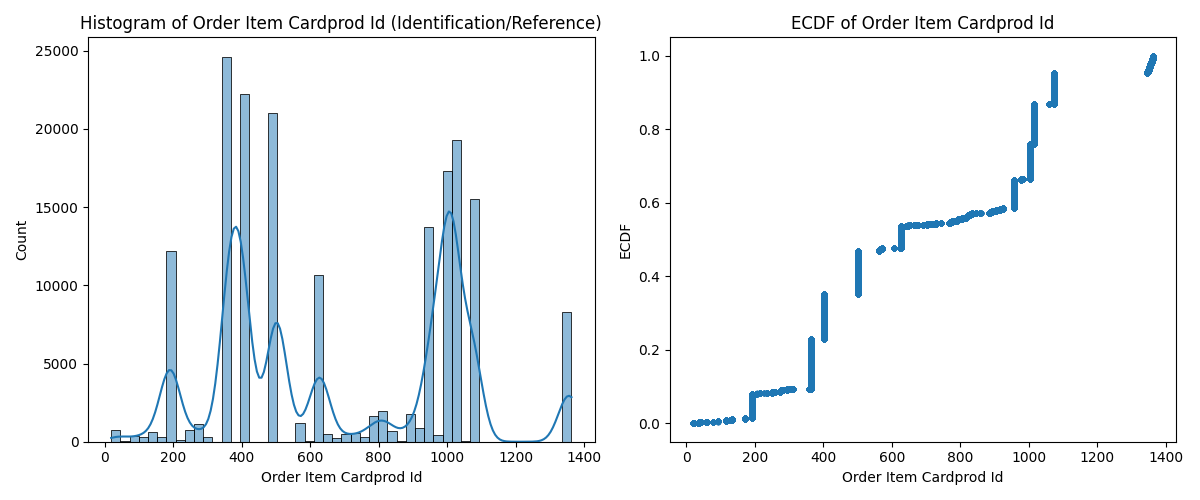 Histogram of Order Item Cardprod Id (Identification/Reference)
25000
20000
15000
10000
5000
0
Count
0 200 400 600 800 1000 1200 1400
Order Item Cardprod Id
ECDF of Order Item Cardprod Id
1.0
0.8
0.6
0.4
0.2
0.0
ECDF
0 200 400 600 800 1000 1200 1400
Order Item Cardprod Id